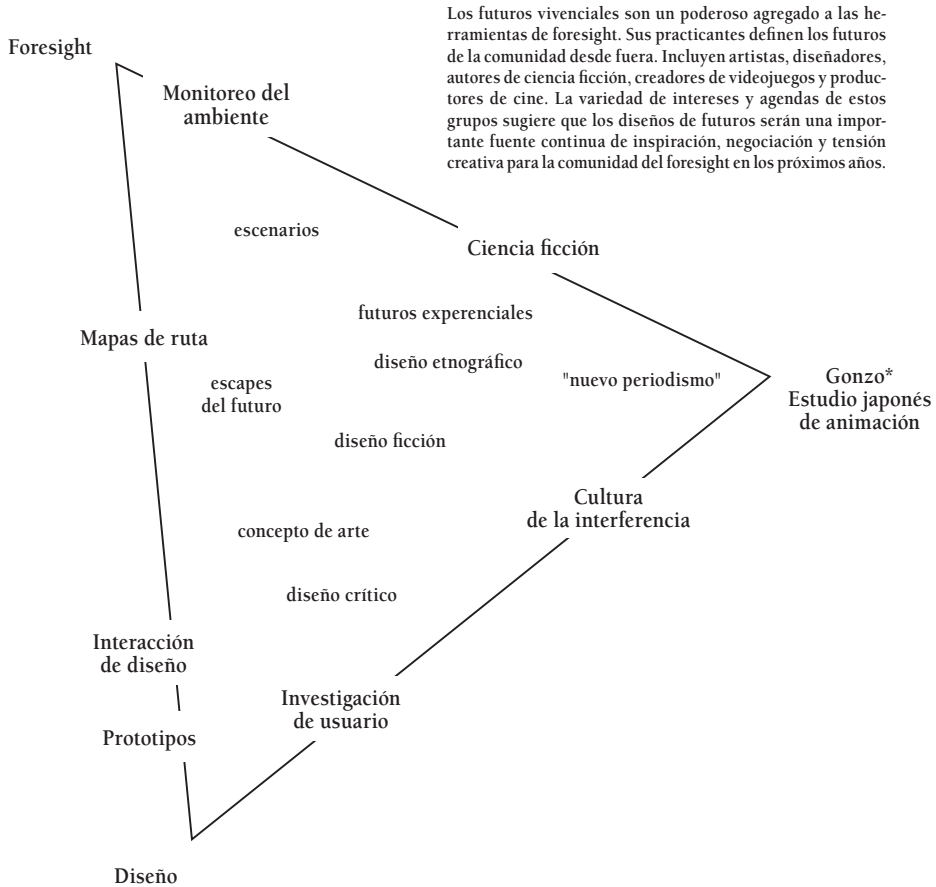 Los futuros vivenciales son un poderoso agregado a las he-
rramientas de foresight. Sus practicantes definen los futuros
de la comunidad desde fuera. Incluyen artistas, diseñadores,
autores de ciencia ficción, creadores de videojuegos y produc-
tores de cine. La variedad de intereses y agendas de estos
grupos sugiere que los diseños de futuros serán una impor-
tante fuente continua de inspiración, negociación y tensión
creativa para la comunidad del foresight en los próximos años.
Foresight
Monitoreo del
ambiente
escenarios
Ciencia ficción
futuros experenciales
Mapas de ruta
diseño etnográfico
"nuevo periodismo"
Gonzo*
Estudio japonés
de animación
escapes
del futuro
diseño ficción
Cultura
de la interferencia
concepto de arte
diseño crítico
Interacción
de diseño
Investigación
de usuario
Prototipos
Diseño